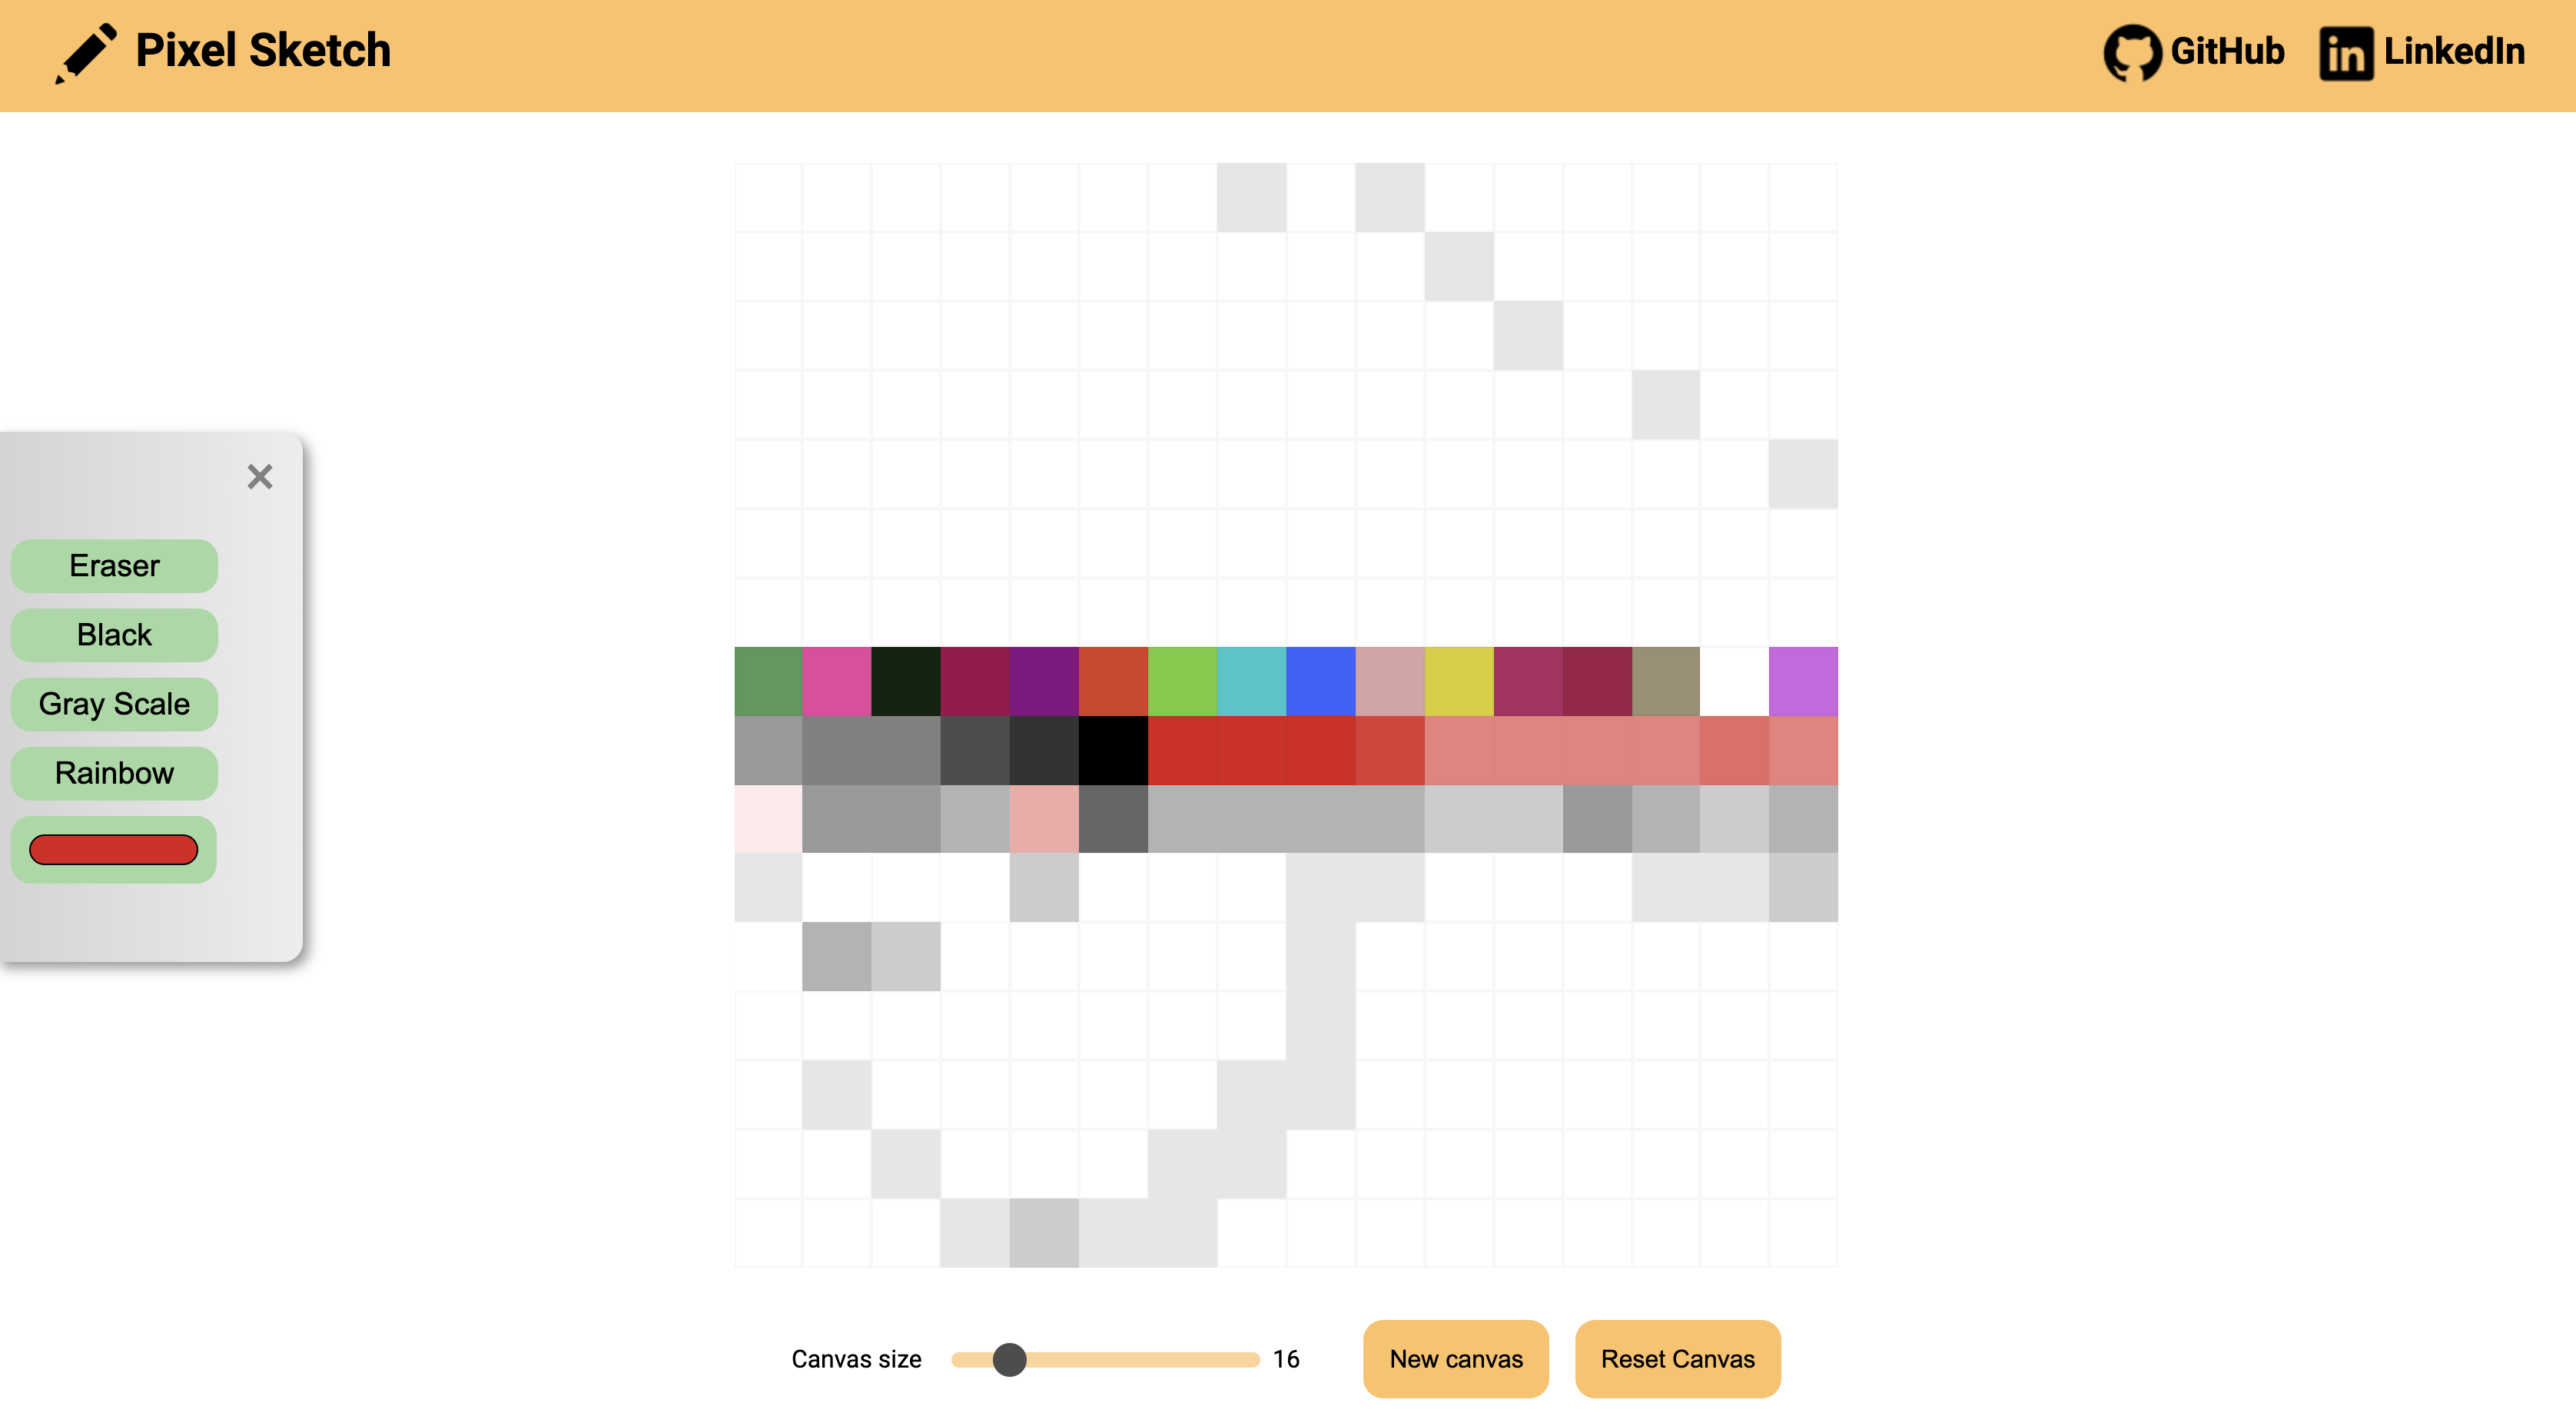 Pixel Sketch
GitHub
LinkedIn
Eraser
Black
Gray Scale
Rainbow
Canvas size
16
New canvas
Reset Canvas